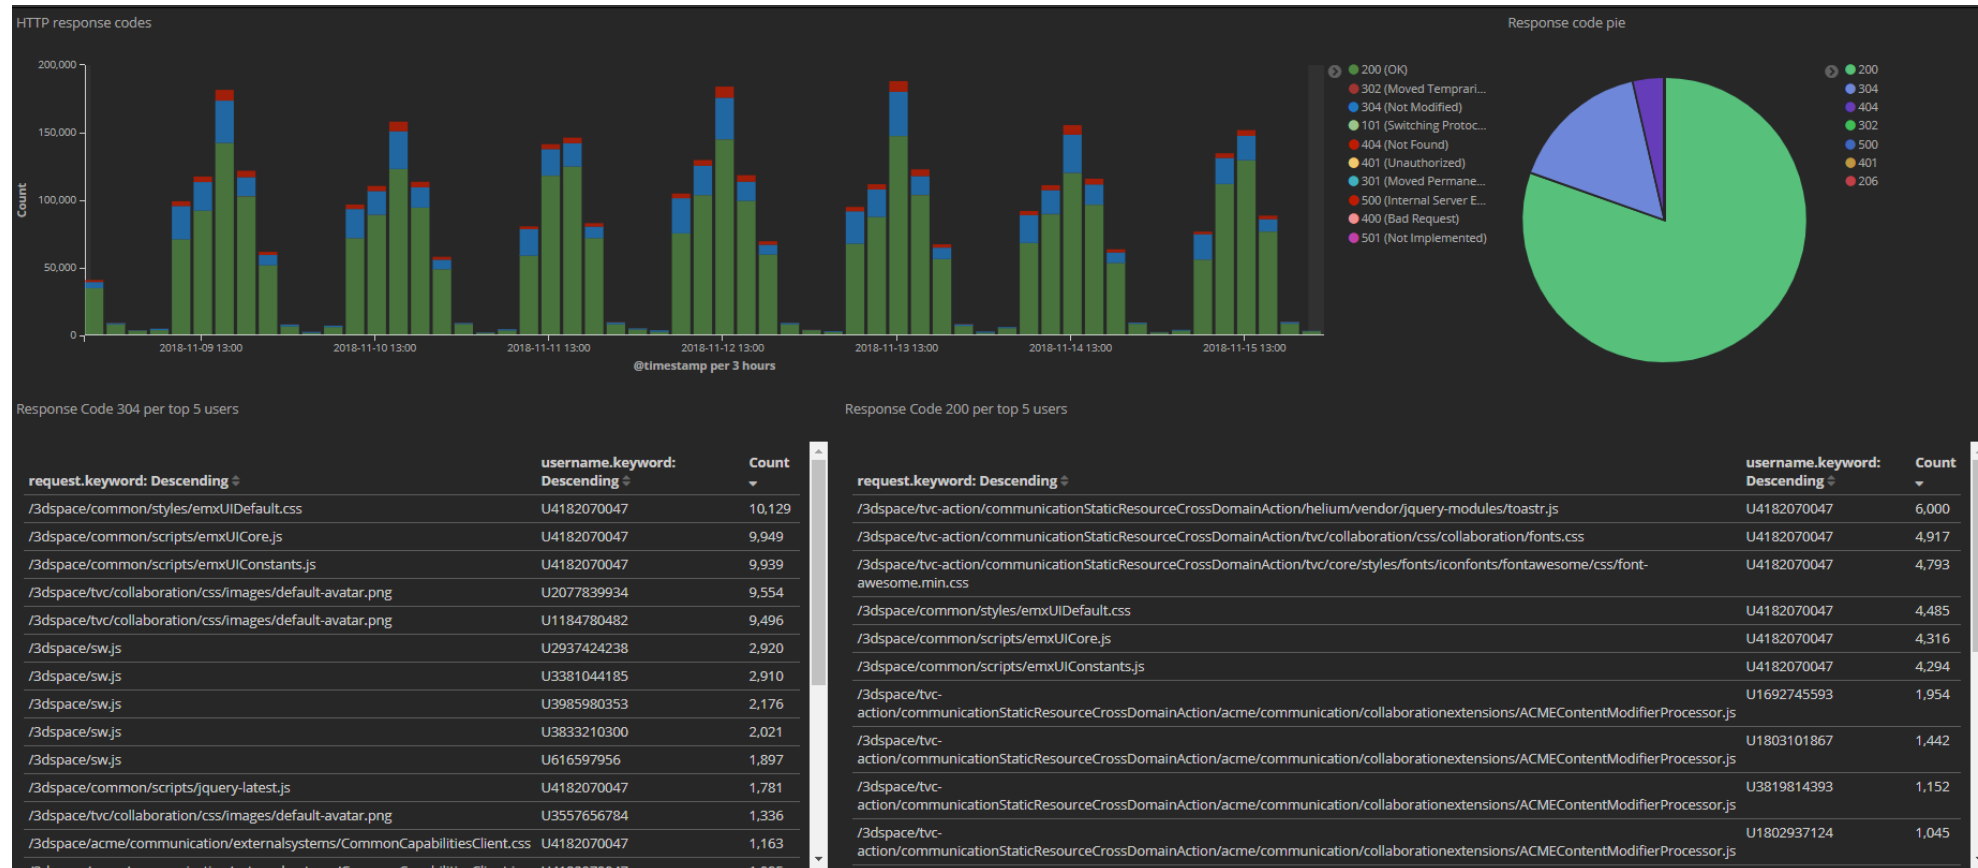 HTTP response codes
Response code pie
200,000
150,000
100,000
50,000
0
Count
2018-11-09 13:00
2018-11-10 13:00
2018-11-11 13:00
2018-11-12 13:00
2018-11-13 13:00
2018-11-14 13:00
2018-11-15 13:00
@timestamp per 3 hours
200 (OK)
302 (Moved Temprari...
304 (Not Modified)
101 (Switching Protoc...
404 (Not Found)
401 (Unauthorized)
301 (Moved Permane...
500 (Internal Server E...
400 (Bad Request)
501 (Not Implemented)
200
304
404
302
500
401
206
Response Code 304 per top 5 users
request.keyword: Descending username.keyword: Descending Count
/3dspace/common/styles/emxUIDefault.css U4182070047 10,129
/3dspace/common/scripts/emxUICore.js U4182070047 9,949
/3dspace/common/scripts/emxUIConstants.js U4182070047 9,939
/3dspace/tvc/collaboration/css/images/default-avatar.png U2077839934 9,554
/3dspace/tvc/collaboration/css/images/default-avatar.png U1184780482 9,496
/3dspace/sw.js U2937424238 2,920
/3dspace/sw.js U3381044185 2,910
/3dspace/sw.js U3985980353 2,176
/3dspace/sw.js U3833210300 2,021
/3dspace/sw.js U616597956 1,897
/3dspace/common/scripts/jquery-latest.js U4182070047 1,781
/3dspace/tvc/collaboration/css/images/default-avatar.png U3557656784 1,336
/3dspace/acme/communication/externalsystems/CommonCapabilitiesClient.css U4182070047 1,163
Response Code 200 per top 5 users
request.keyword: Descending username.keyword: Descending Count
/3dspace/tvc-action/communicationStaticResourceCrossDomainAction/helium/vendor/jquery-modules/toastr.js U4182070047 6,000
/3dspace/tvc-action/communicationStaticResourceCrossDomainAction/tvc/collaboration/css/collaboration/fonts.css U4182070047 4,917
/3dspace/tvc-action/communicationStaticResourceCrossDomainAction/tvc/core/styles/fonts/iconfonts/fontawesome/css/font- U4182070047 4,793
awesome.min.css
/3dspace/common/styles/emxUIDefault.css U4182070047 4,485
/3dspace/common/scripts/emxUICore.js U4182070047 4,316
/3dspace/common/scripts/emxUIConstants.js U4182070047 4,294
/3dspace/tvc- U1692745593 1,954
action/communicationStaticResourceCrossDomainAction/acme/communication/collaborationextensions/ACMEContentModifierProcessor.js
/3dspace/tvc- U1803101867 1,442
action/communicationStaticResourceCrossDomainAction/acme/communication/collaborationextensions/ACMEContentModifierProcessor.js
/3dspace/tvc- U3819814393 1,152
action/communicationStaticResourceCrossDomainAction/acme/communication/collaborationextensions/ACMEContentModifierProcessor.js
/3dspace/tvc- U1802937124 1,045
action/communicationStaticResourceCrossDomainAction/acme/communication/collaborationextensions/ACMEContentModifierProcessor.js